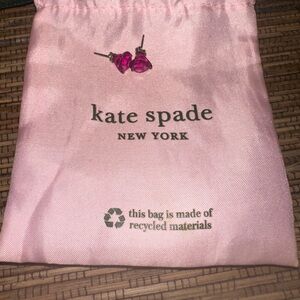 kate spade
NEW YORK
this bag is made of
recycled materials